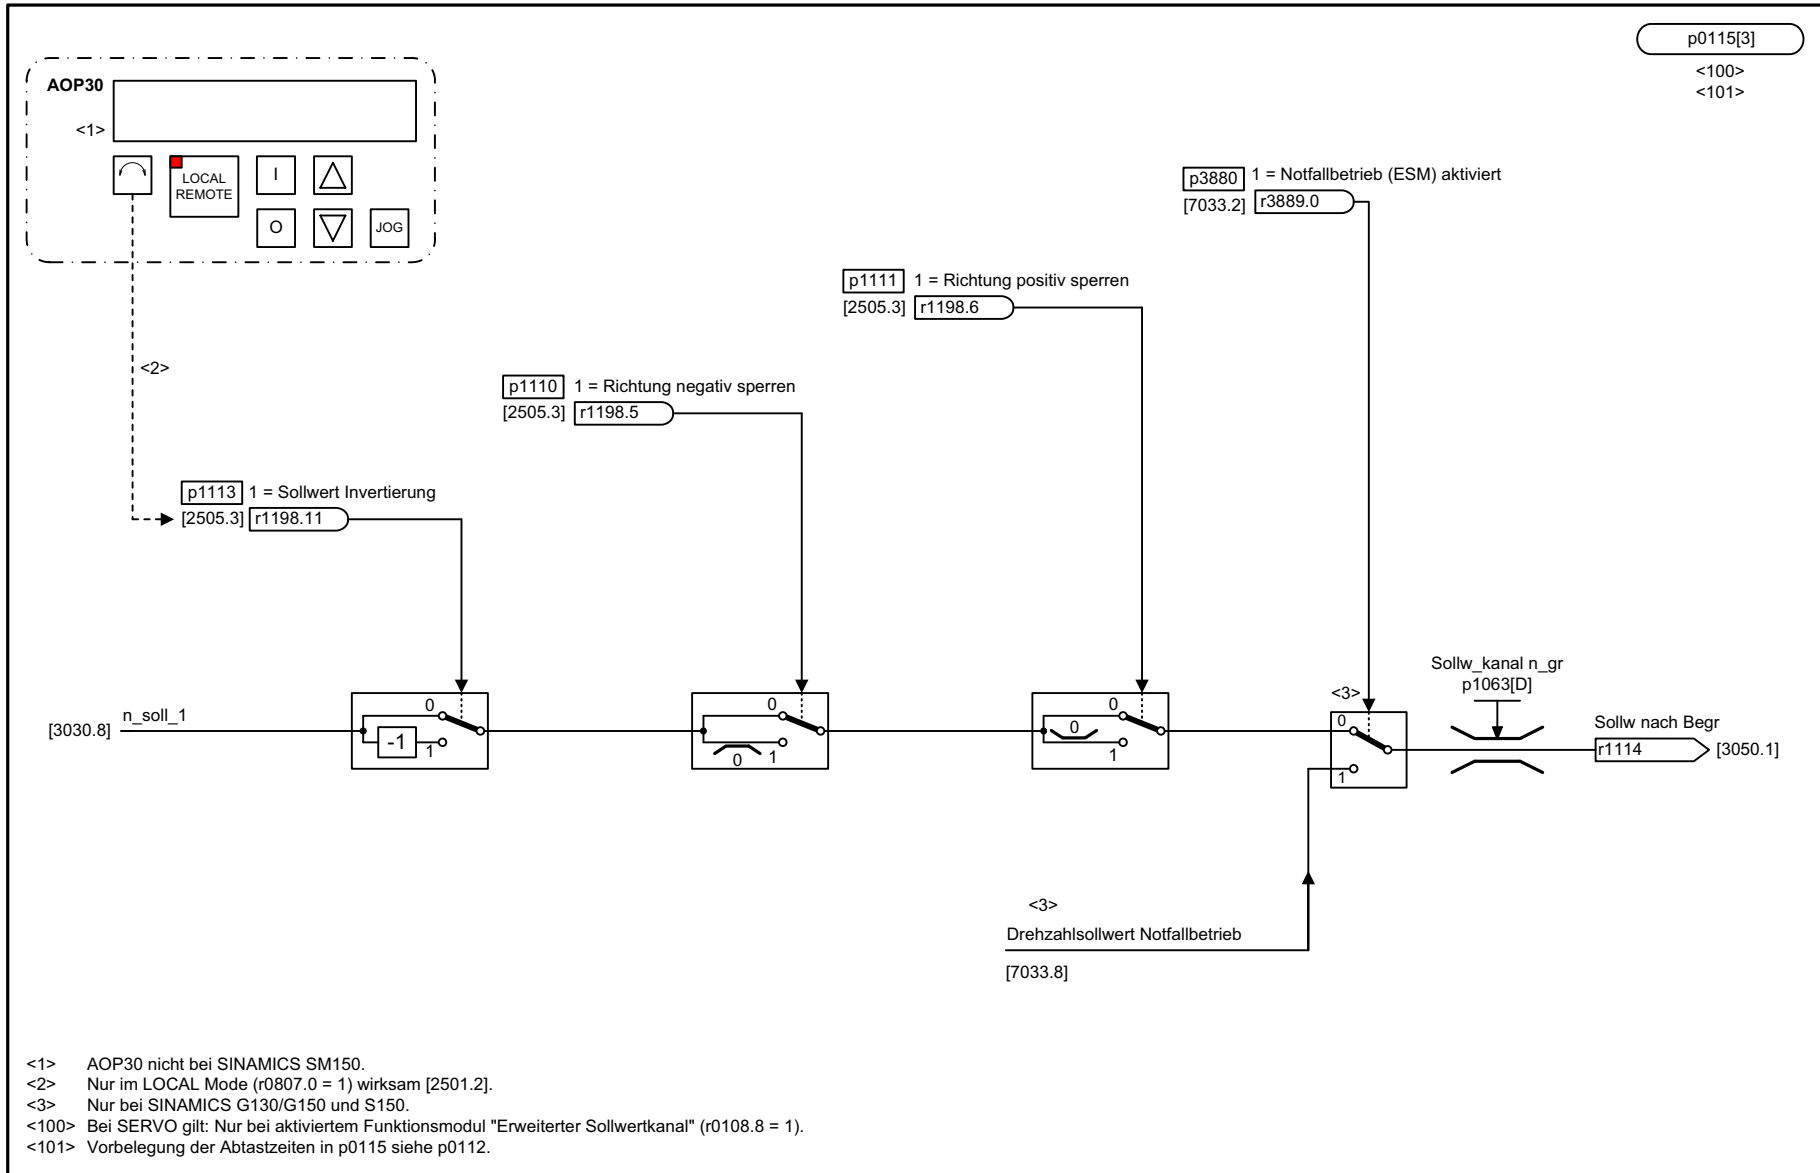 p0115[3]
<100>
<101>
AOP30
<1>
LOCAL
REMOTE
I
O
JOG
p3880 1 = Notfallbetrieb (ESM) aktiviert
[7033.2] r3889.0
p1111 1 = Richtung positiv sperren
[2505.3] r1198.6
<2>
p1110 1 = Richtung negativ sperren
[2505.3] r1198.5
p1113 1 = Sollwert Invertierung
[2505.3] r1198.11
Sollw_kanal n_gr
p1063[D]
<3>
[3030.8] n_soll_1
0
-1
1
0
0
1
0
0
1
0
1
Sollw nach Begr
r1114 [3050.1]
<3>
Drehzahlsollwert Notfallbetrieb
[7033.8]
<1> AOP30 nicht bei SINAMICS SM150.
<2> Nur im LOCAL Mode (r0807.0 = 1) wirksam [2501.2].
<3> Nur bei SINAMICS G130/G150 und S150.
<100> Bei SERVO gilt: Nur bei aktiviertem Funktionsmodul "Erweiterter Sollwertkanal" (r0108.8 = 1).
<101> Vorbelegung der Abtastzeiten in p0115 siehe p0112.